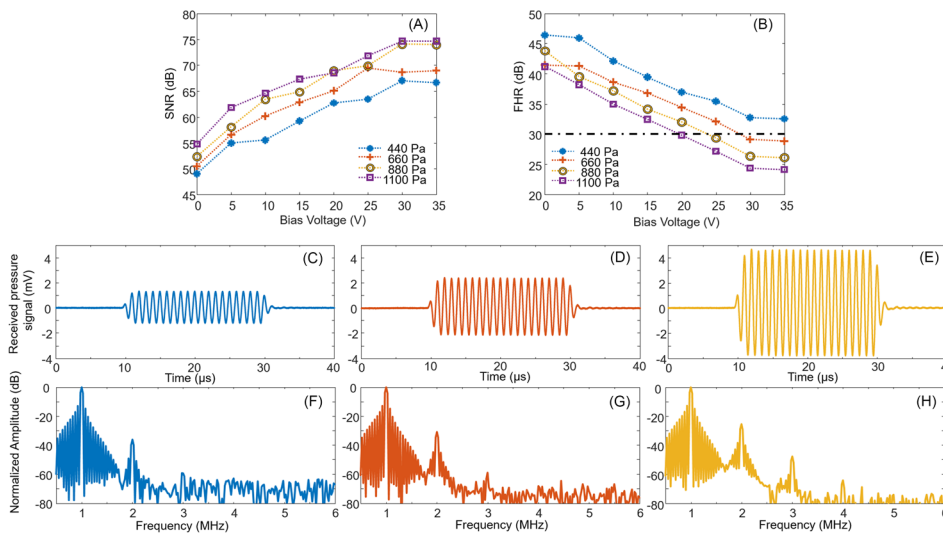 (A)
SNR (dB)
80
75
70
65
60
55
50
45
440 Pa
660 Pa
880 Pa
1100 Pa
0 5 10 15 20 25 30 35
Bias Voltage (V)
(B)
FHR (dB)
50
45
40
35
30
25
20
440 Pa
660 Pa
880 Pa
1100 Pa
0 5 10 15 20 25 30 35
Bias Voltage (V)
Received pressure
signal (mV)
(C)
4
2
0
-2
-4
0 10 20 30 40
Time (µs)
(D)
4
2
0
-2
-4
0 10 20 30 40
Time (µs)
(E)
4
2
0
-2
-4
0 10 20 30 40
Time (µs)
Normalized Amplitude (dB)
(F)
0
-20
-40
-60
-80
1 2 3 4 5 6
Frequency (MHz)
(G)
0
-20
-40
-60
-80
1 2 3 4 5 6
Frequency (MHz)
(H)
0
-20
-40
-60
-80
1 2 3 4 5 6
Frequency (MHz)